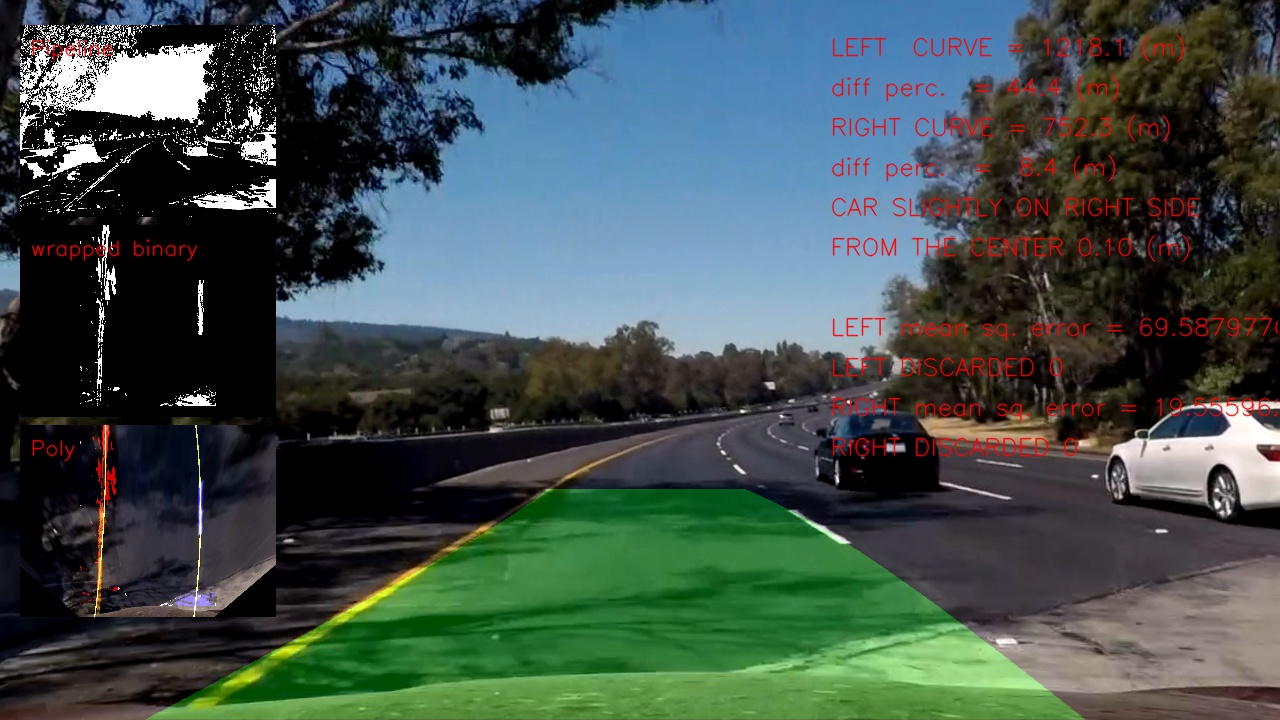 Pipeline
wrapped binary
Poly
LEFT CURVE = 1218.1 (m)
diff perc. = 44.4 (m)
RIGHT CURVE = 752.3 (m)
diff perc. = 8.4 (m)
CAR SLIGHTLY ON RIGHT SIDE
FROM THE CENTER 0.10 (m)
LEFT mean sq. error = 69.5879770
LEFT DISCARDED 0
RIGHT mean sq. error = 19.555963
RIGHT DISCARDED 0